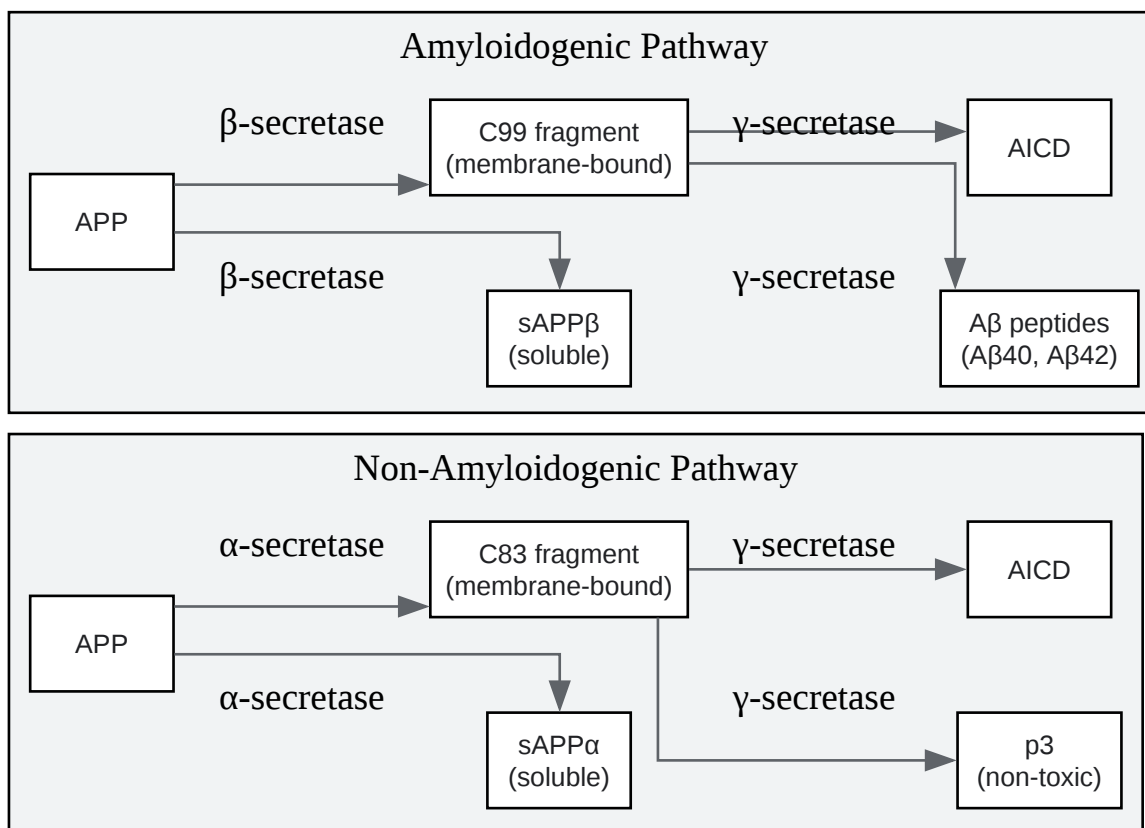 Amyloidogenic Pathway
β-secretase
C99 fragment
(membrane-bound)
γ-secretase
AICD
APP
β-secretase
sAPPβ
(soluble)
γ-secretase
Aβ peptides
(Aβ40, Aβ42)
Non-Amyloidogenic Pathway
α-secretase
C83 fragment
(membrane-bound)
γ-secretase
AICD
APP
α-secretase
sAPPα
(soluble)
γ-secretase
p3
(non-toxic)